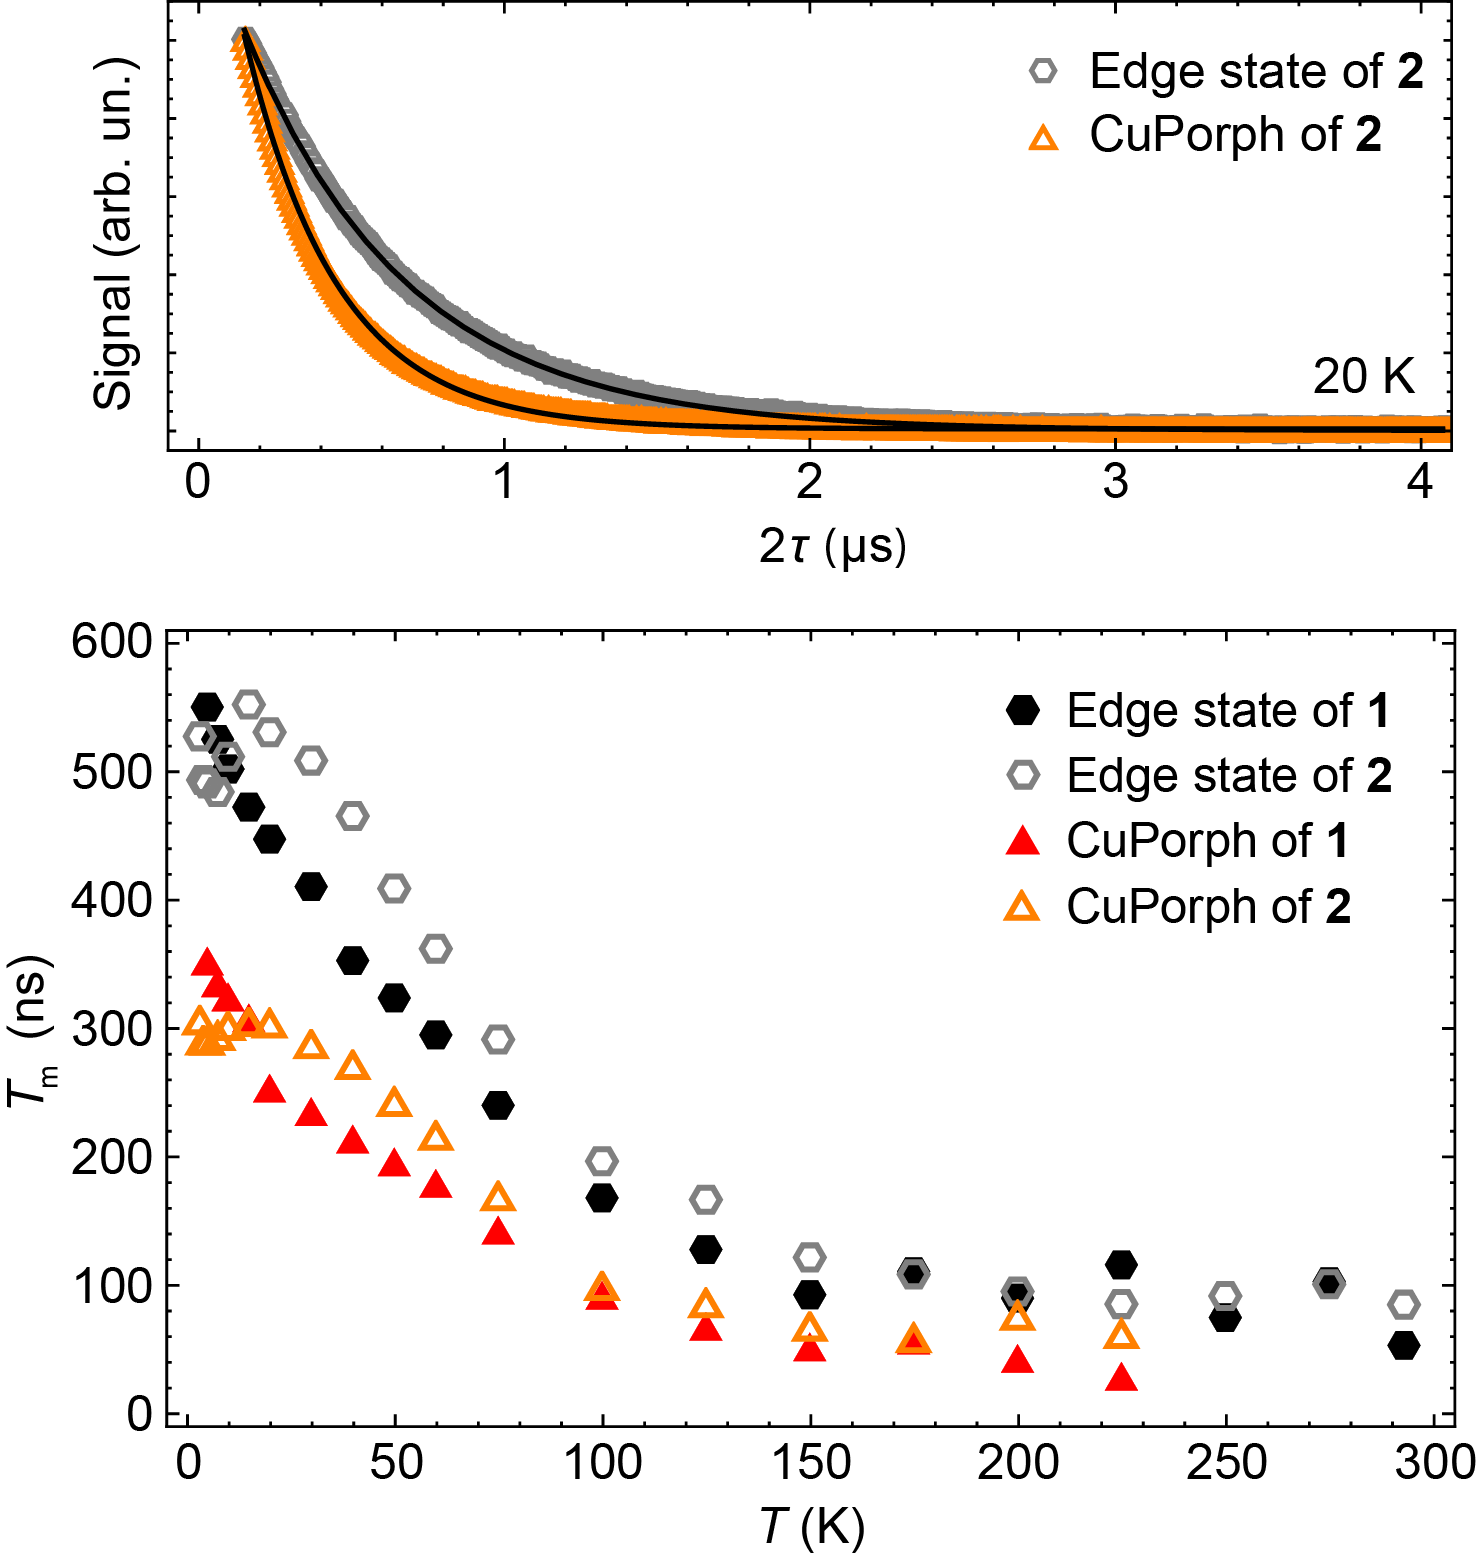 Signal (arb. un.)
Edge state of 2
CuPorph of 2
20 K
0 1 2 3 4
2τ (μs)
600
500
400
300
200
100
0
Tm (ns)
Edge state of 1
Edge state of 2
CuPorph of 1
CuPorph of 2
0 50 100 150 200 250 300
T (K)